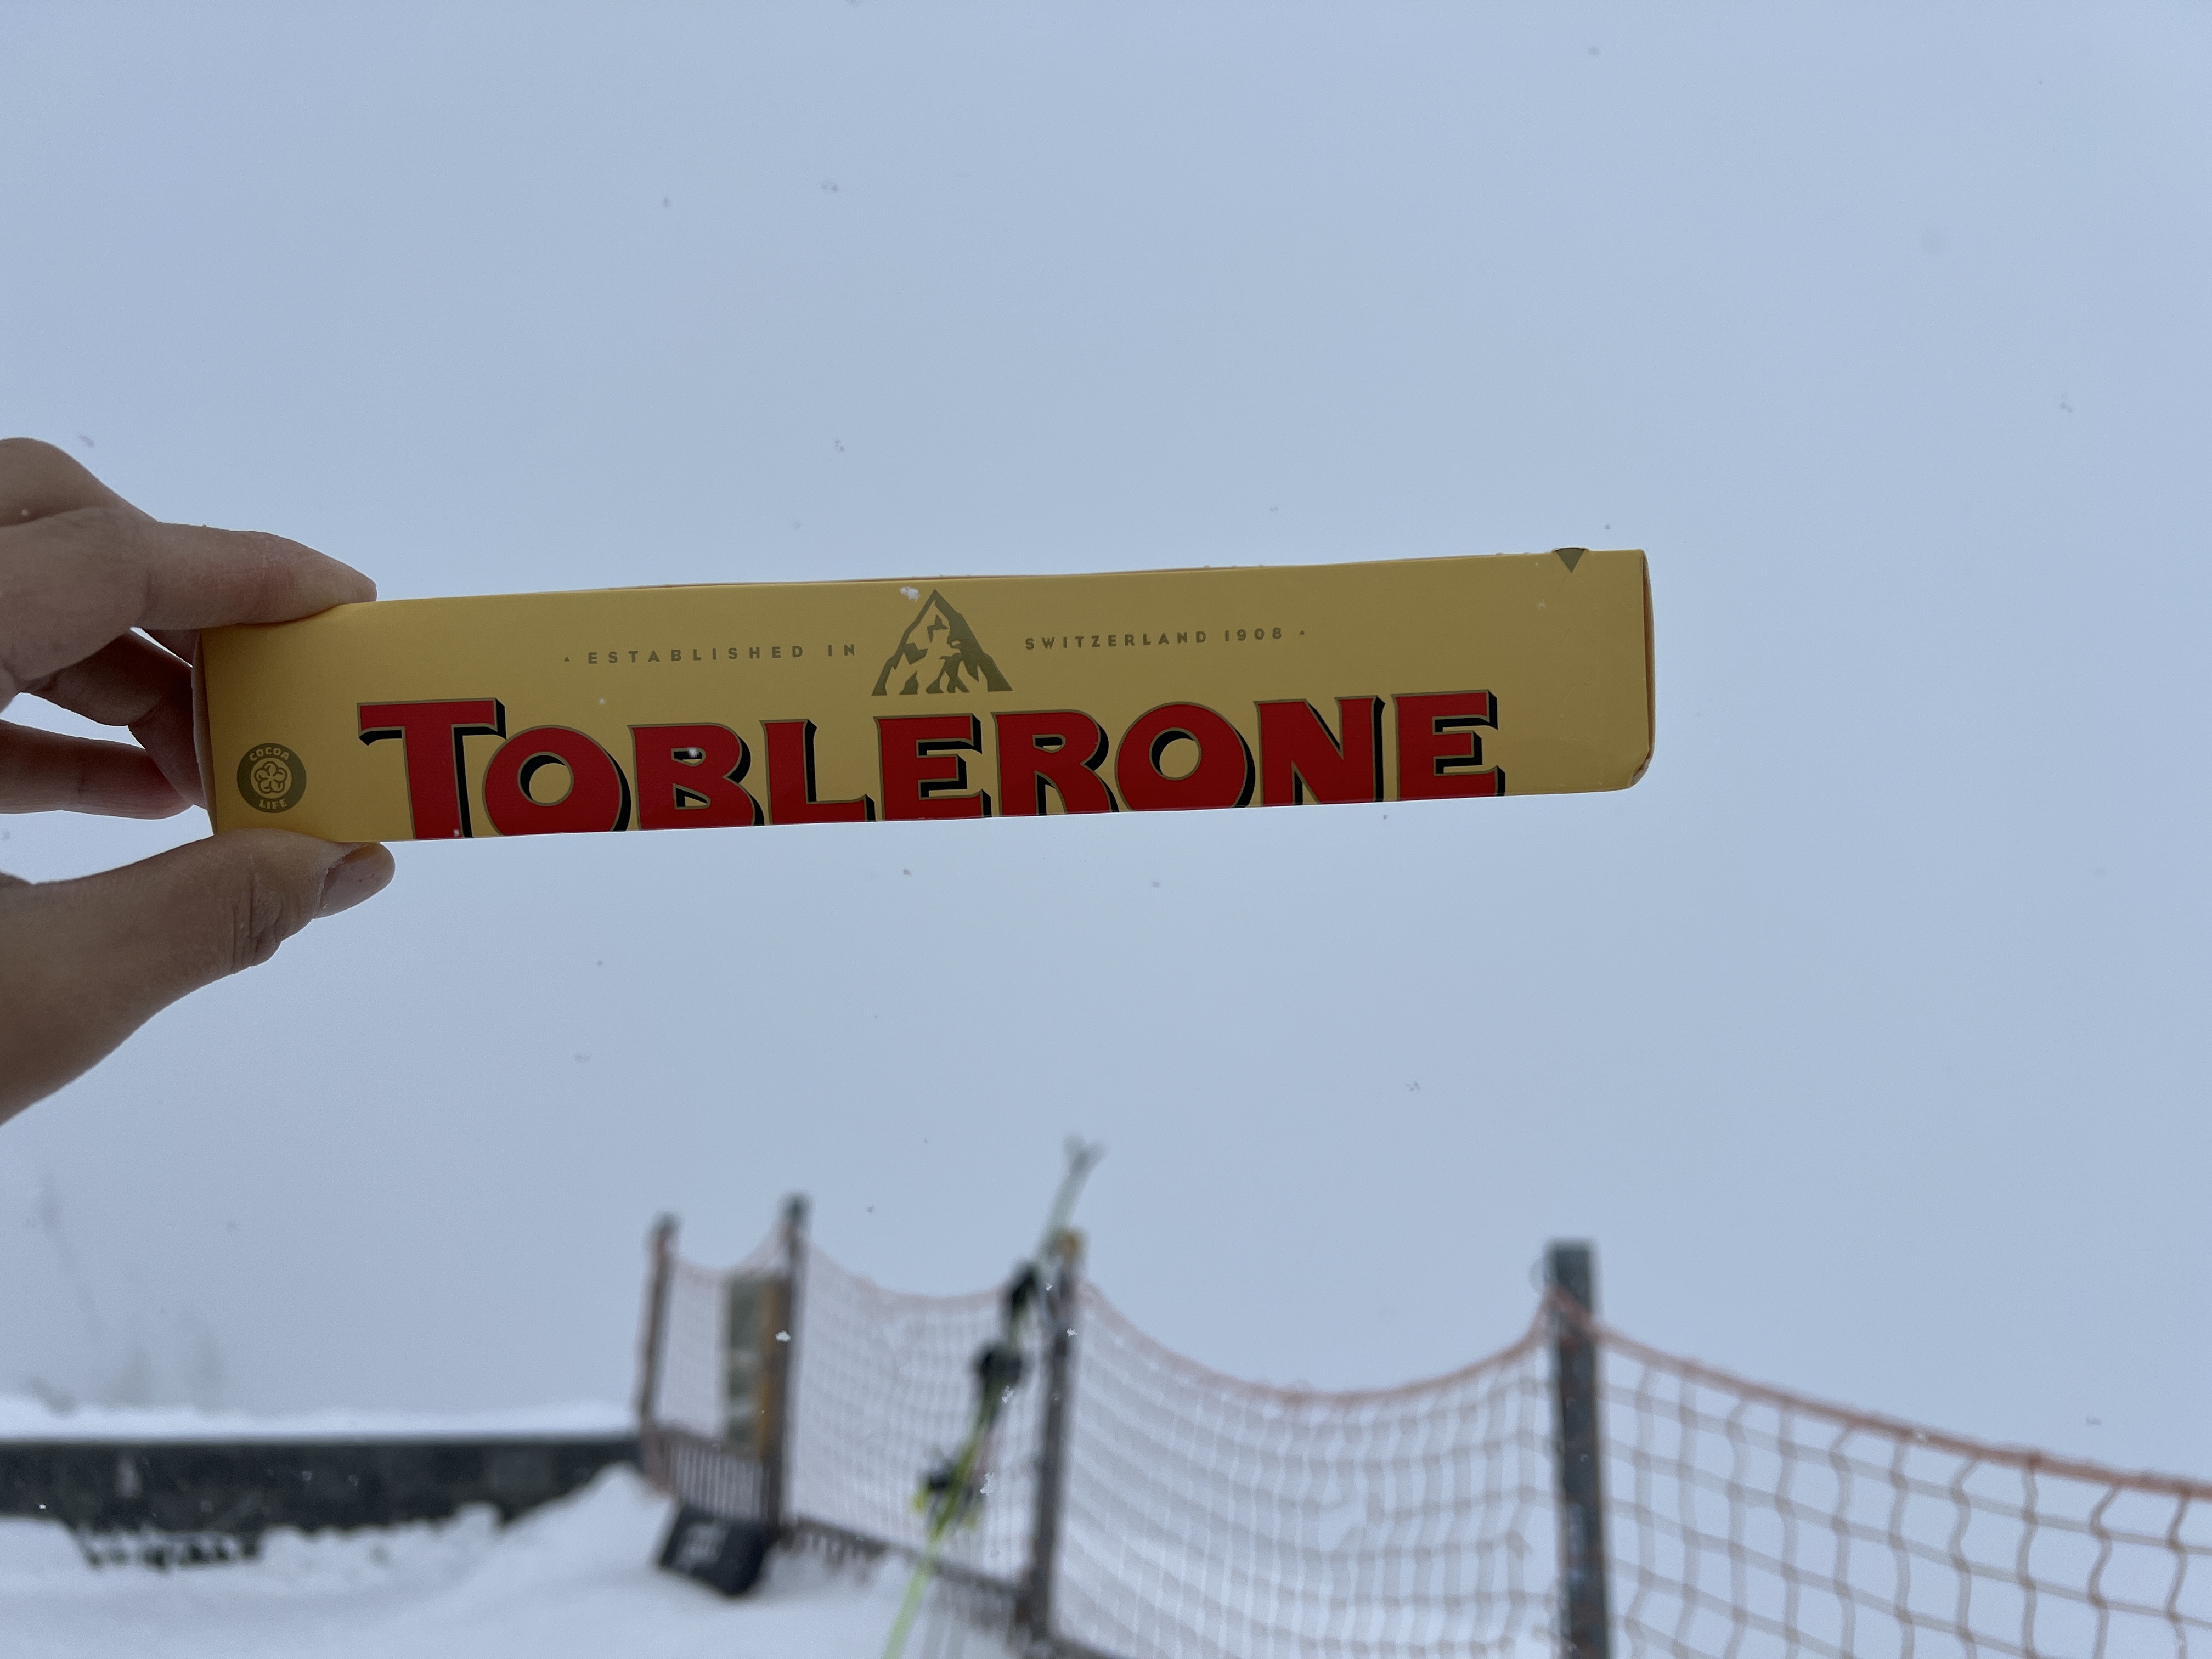 ESTABLISHED IN SWITZERLAND 1908
TOBLERONE
COCOA
LIFE